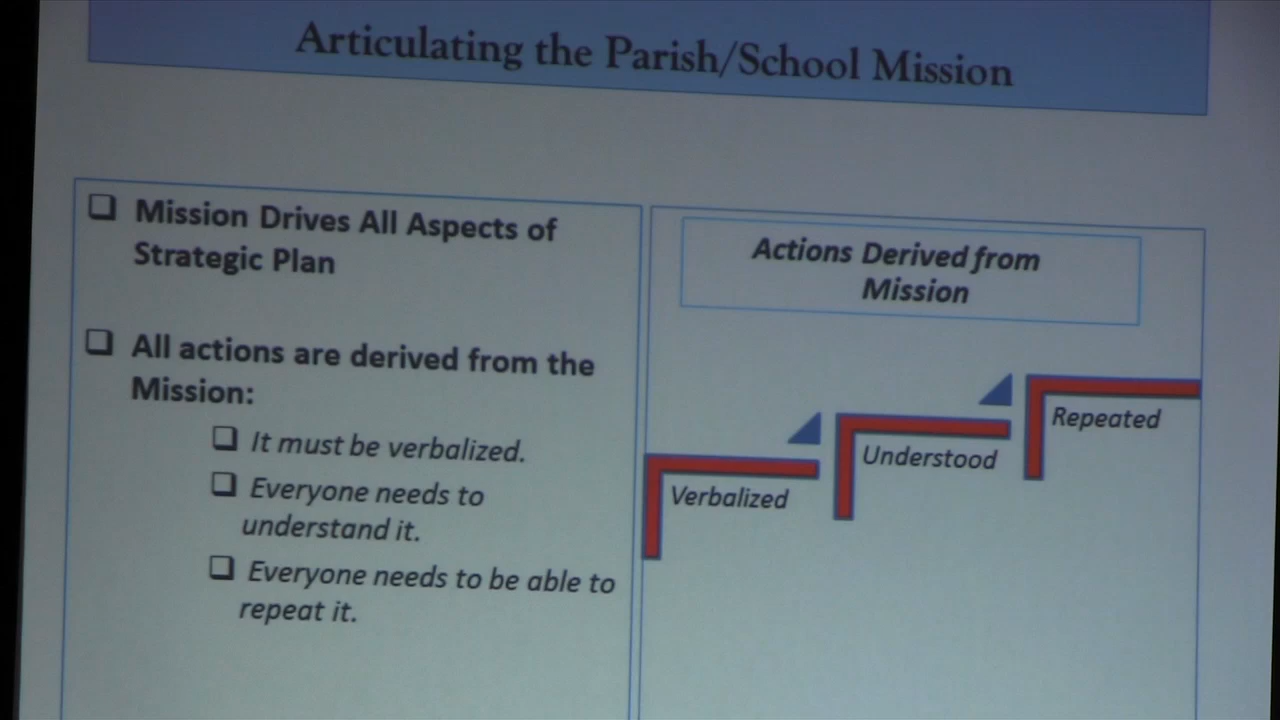 Articulating the Parish/School Mission
❑ Mission Drives All Aspects of
Strategic Plan
❑ All actions are derived from the
Mission:
❑ It must be verbalized.
❑ Everyone needs to
understand it.
❑ Everyone needs to be able to
repeat it.
Actions Derived from
Mission
Verbalized
Understood
Repeated